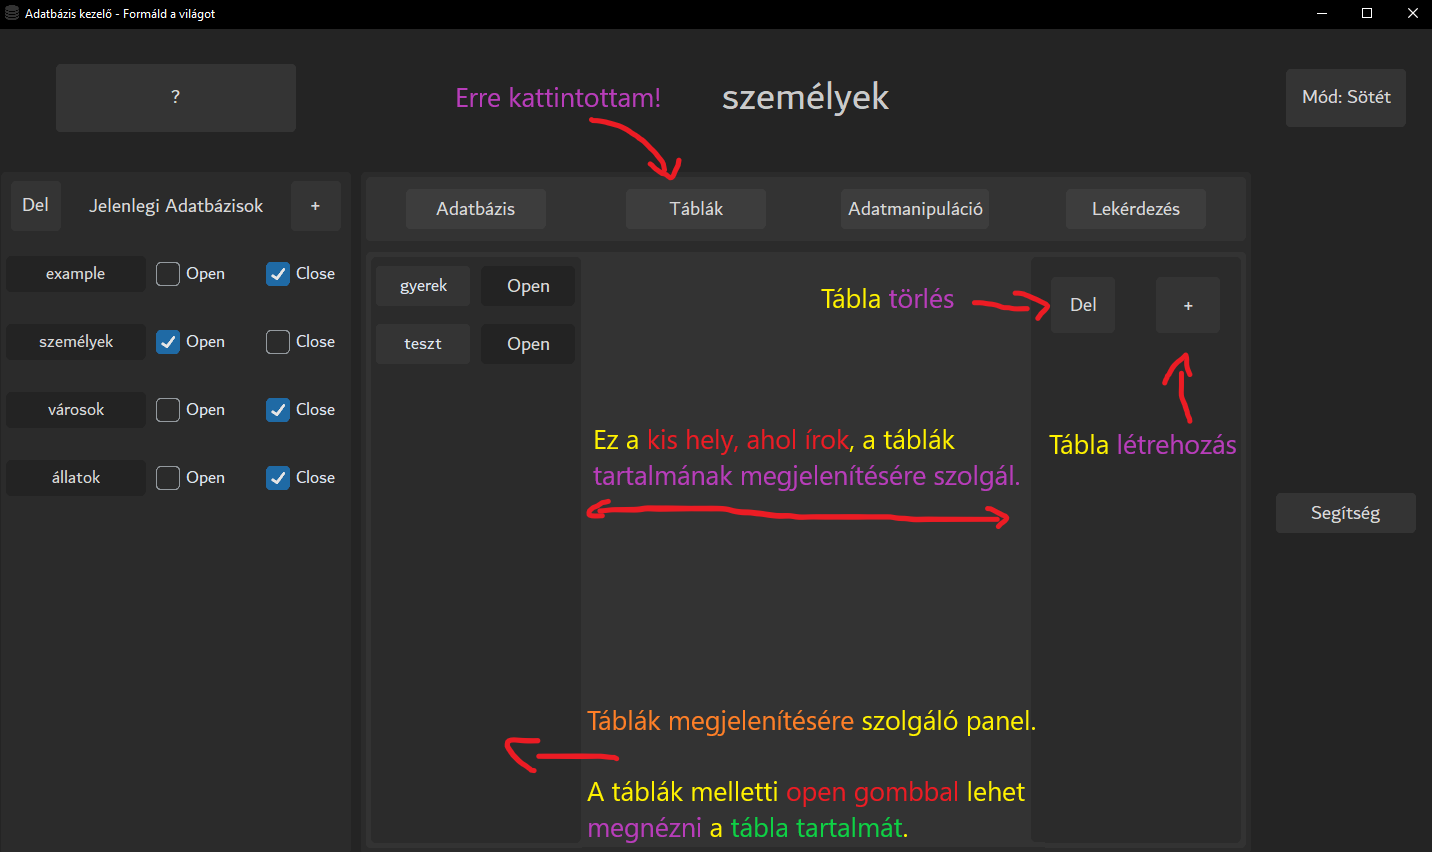 Adatbázis kezelő - Formáld a világot
?
Erre kattintottam!
személyek
Mód: Sötét
Del
Jelenlegi Adatbázisok
+
Adatbázis
Táblák
Adatmanipuláció
Lekérdezés
example
Open
Close
személyek
Open
Close
városok
Open
Close
állatok
Open
Close
gyerek
Open
teszt
Open
Tábla törlés
Del
+
Ez a kis hely, ahol írok, a táblák
tartalmának megjelenítésére szolgál.
Tábla létrehozás
Segítség
Táblák megjelenítésére szolgáló panel.
A táblák melletti open gombbal lehet
megnézni a tábla tartalmát.